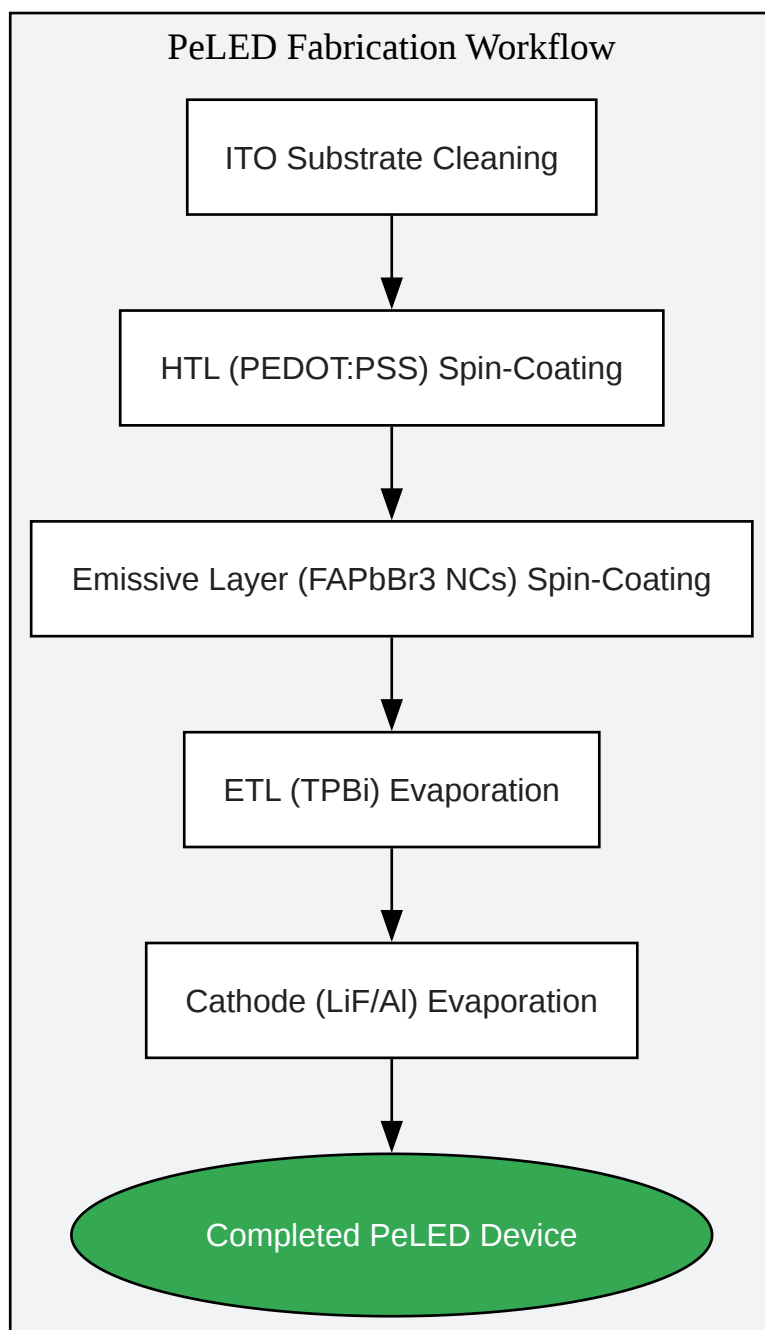 PeLED Fabrication Workflow
ITO Substrate Cleaning
HTL (PEDOT:PSS) Spin-Coating
Emissive Layer (FAPbBr3 NCs) Spin-Coating
ETL (TPBi) Evaporation
Cathode (LiF/Al) Evaporation
Completed PeLED Device